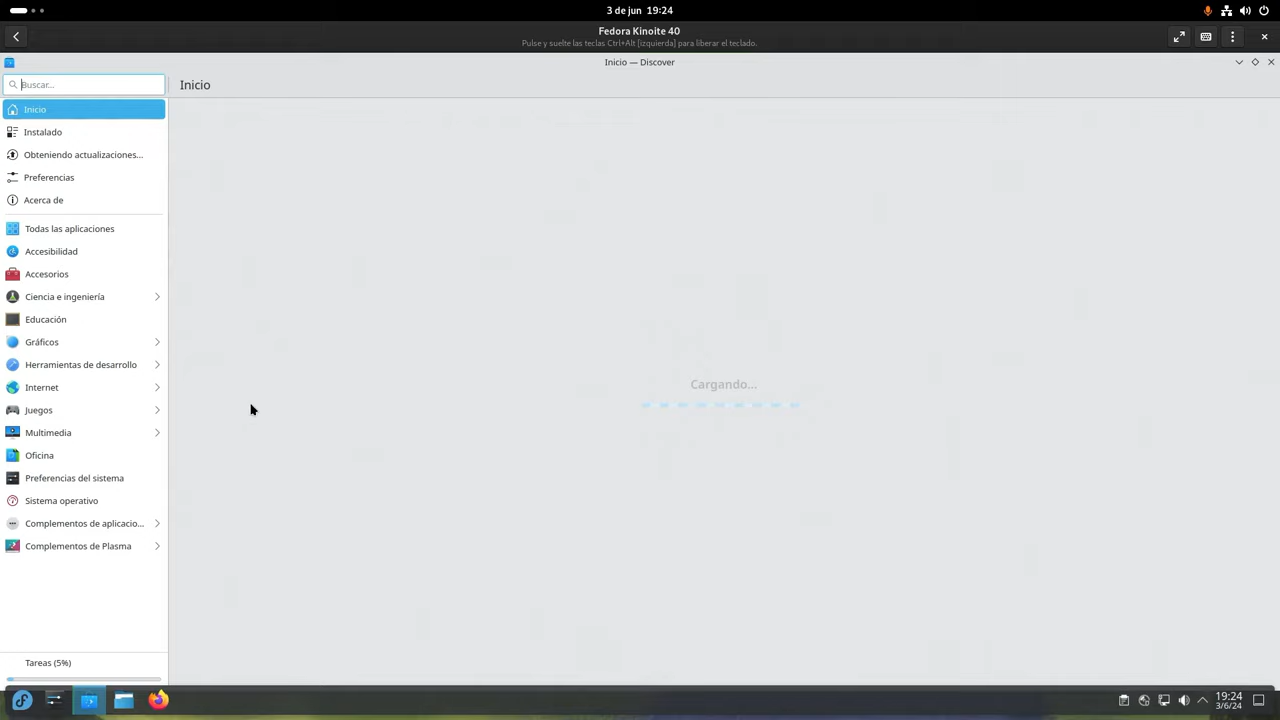 3 de jun 19:24
Fedora Kinoite 40
Pulse y suelte las teclas Ctrl+Alt [izquierda] para liberar el teclado.
Inicio — Discover
Buscar...
Inicio
Inicio
Instalado
Obteniendo actualizaciones...
Preferencias
Acerca de
Todas las aplicaciones
Accesibilidad
Accesorios
Ciencia e ingeniería
Educación
Gráficos
Herramientas de desarrollo
Internet
Juegos
Multimedia
Oficina
Preferencias del sistema
Sistema operativo
Complementos de aplicacio...
Complementos de Plasma
Cargando...
Tareas (5%)
19:24
3/6/24